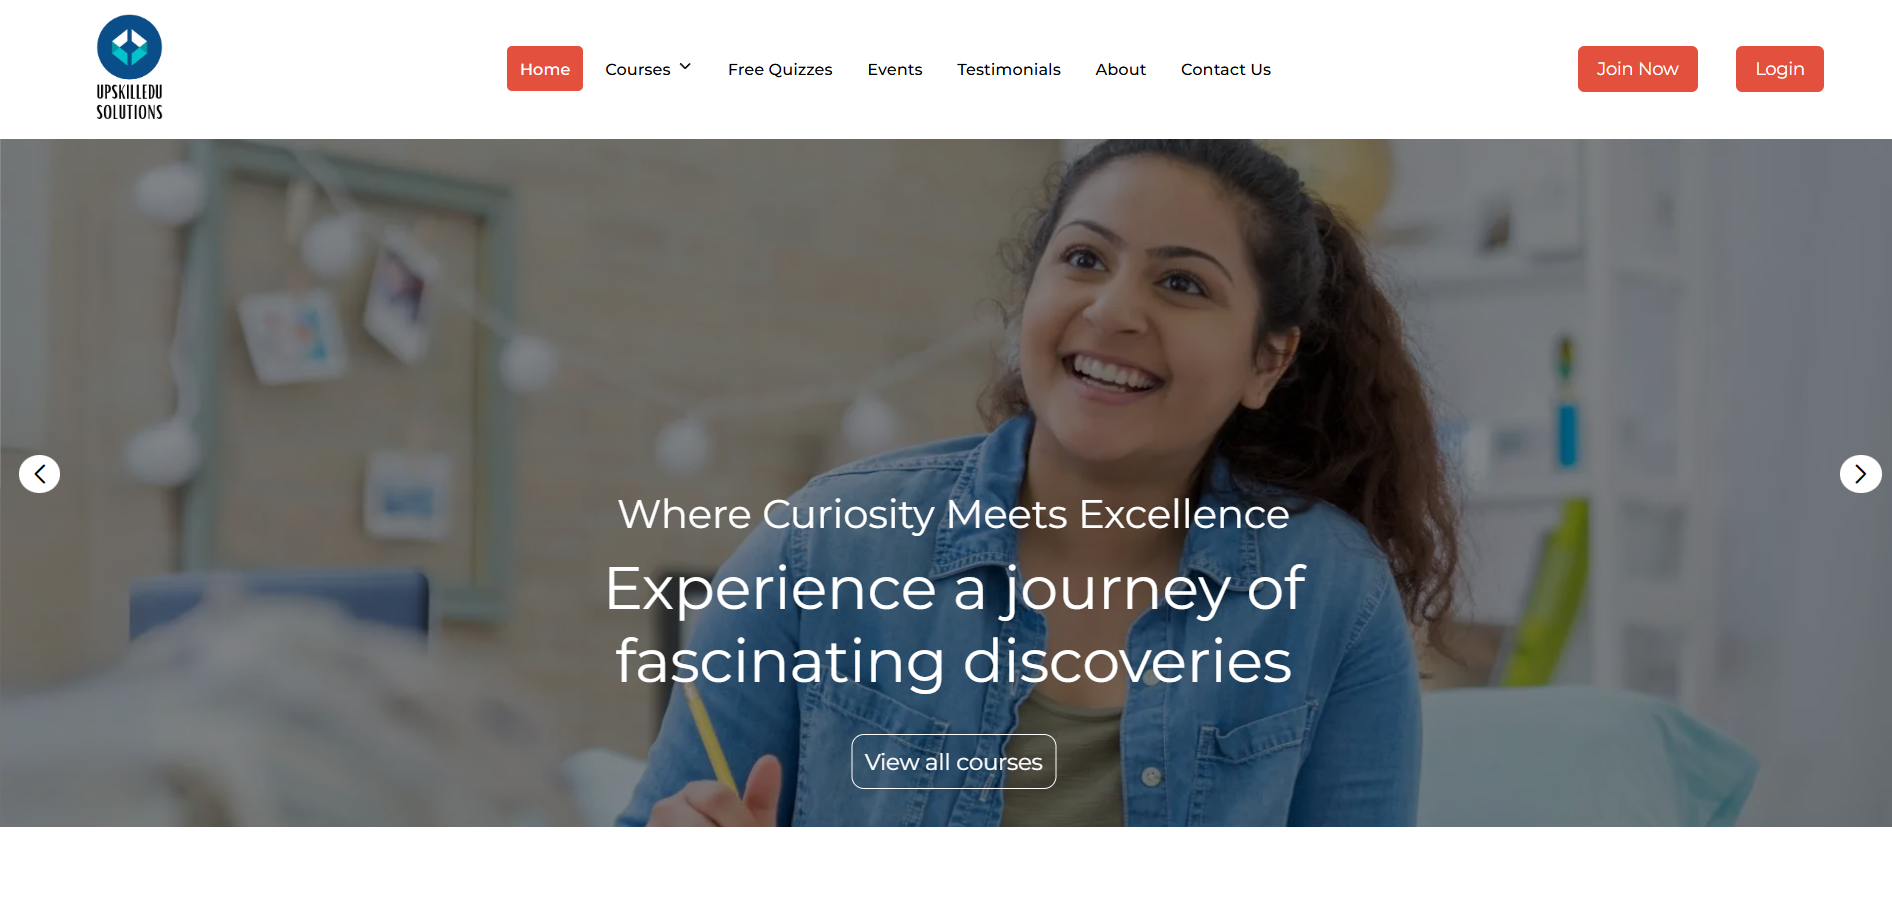 UPSKILLEDU
SOLUTIONS
Home
Courses
Free Quizzes
Events
Testimonials
About
Contact Us
Join Now
Login
Where Curiosity Meets Excellence
Experience a journey of
fascinating discoveries
View all courses